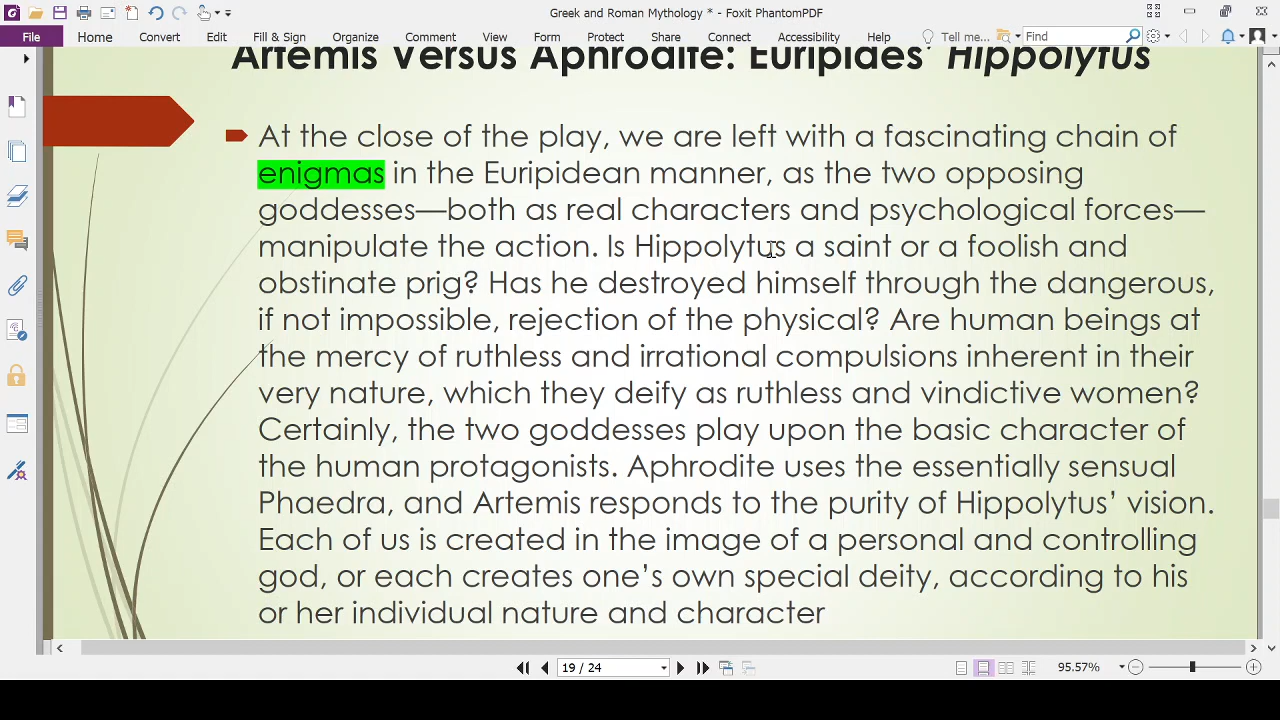 Greek and Roman Mythology * - Foxit PhantomPDF
File Home Convert Edit Fill & Sign Organize Comment View Form Protect Share Connect Accessibility Help Tell me... Find
Artemis Versus Aphrodite: Euripides' Hippolytus
At the close of the play, we are left with a fascinating chain of
enigmas in the Euripidean manner, as the two opposing
goddesses—both as real characters and psychological forces—
manipulate the action. Is Hippolytus a saint or a foolish and
obstinate prig? Has he destroyed himself through the dangerous,
if not impossible, rejection of the physical? Are human beings at
the mercy of ruthless and irrational compulsions inherent in their
very nature, which they deify as ruthless and vindictive women?
Certainly, the two goddesses play upon the basic character of
the human protagonists. Aphrodite uses the essentially sensual
Phaedra, and Artemis responds to the purity of Hippolytus' vision.
Each of us is created in the image of a personal and controlling
god, or each creates one's own special deity, according to his
or her individual nature and character
19 / 24
95.57%